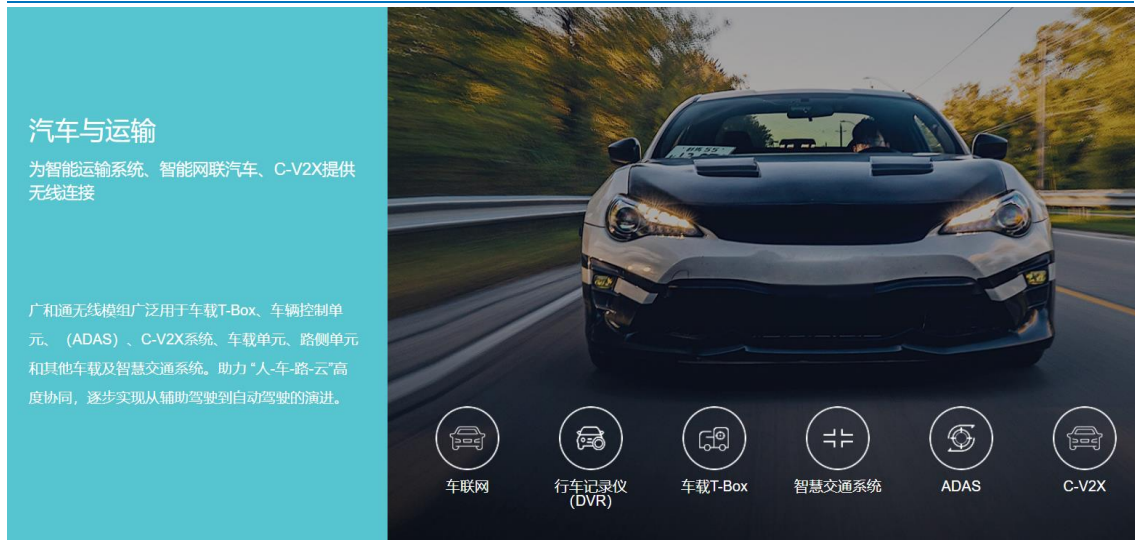 汽车与运输
为智能运输系统、智能网联汽车、C-V2X提供
无线连接
广和通无线模组广泛用于车载T-Box、车辆控制单
元、（ADAS）、C-V2X系统、车载单元、路侧单元
和其他车载及智慧交通系统。助力 “人-车-路-云”高
度协同，逐步实现从辅助驾驶到自动驾驶的演进。
车联网
行车记录仪
(DVR)
车载T-Box
智慧交通系统
ADAS
C-V2X